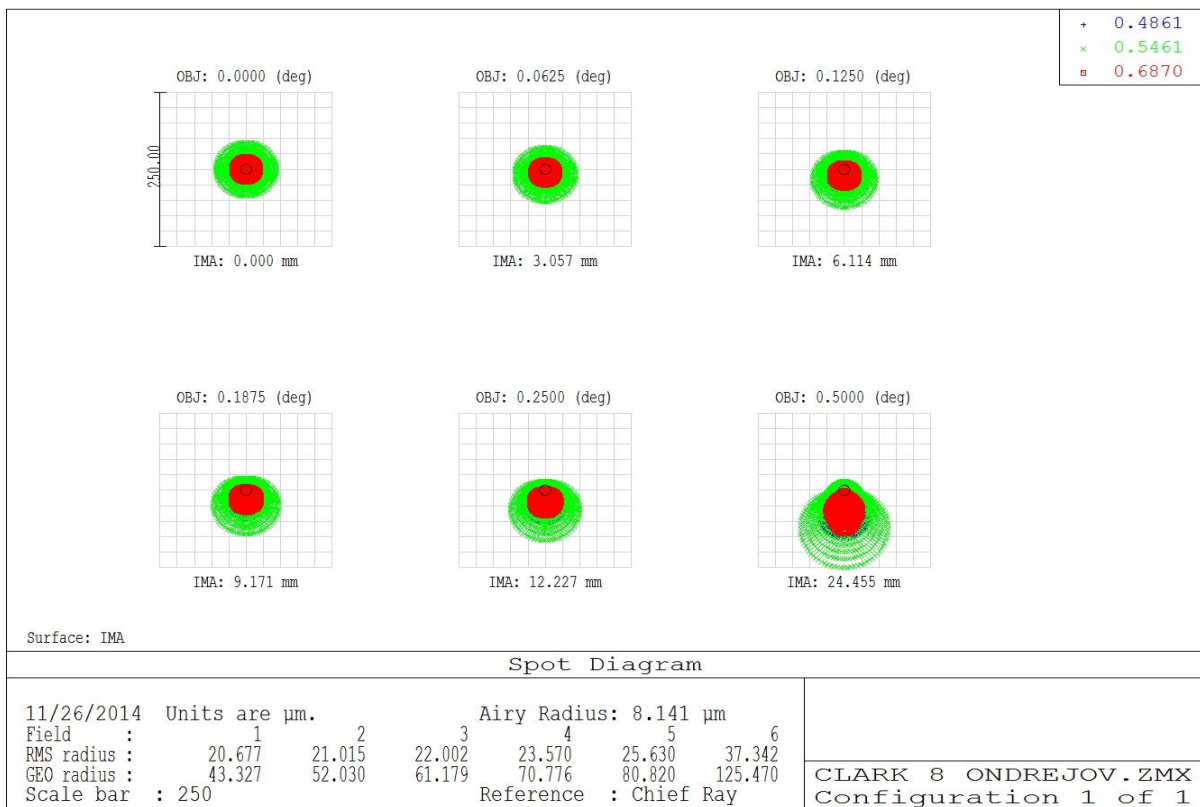 + 0.4861
× 0.5461
0.6870
OBJ: 0.0000 (deg)
OBJ: 0.0625 (deg)
OBJ: 0.1250 (deg)
250.00
IMA: 0.000 mm
IMA: 3.057 mm
IMA: 6.114 mm
OBJ: 0.1875 (deg)
OBJ: 0.2500 (deg)
OBJ: 0.5000 (deg)
IMA: 9.171 mm
IMA: 12.227 mm
IMA: 24.455 mm
Surface: IMA
Spot Diagram
11/26/2014 Units are µm. Airy Radius: 8.141 µm
Field : 1 2 3 4 5 6
RMS radius : 20.677 21.015 22.002 23.570 25.630 37.342
GEO radius : 43.327 52.030 61.179 70.776 80.820 125.470
Scale bar : 250 Reference : Chief Ray
CLARK 8 ONDREJOV.ZMX
Configuration 1 of 1